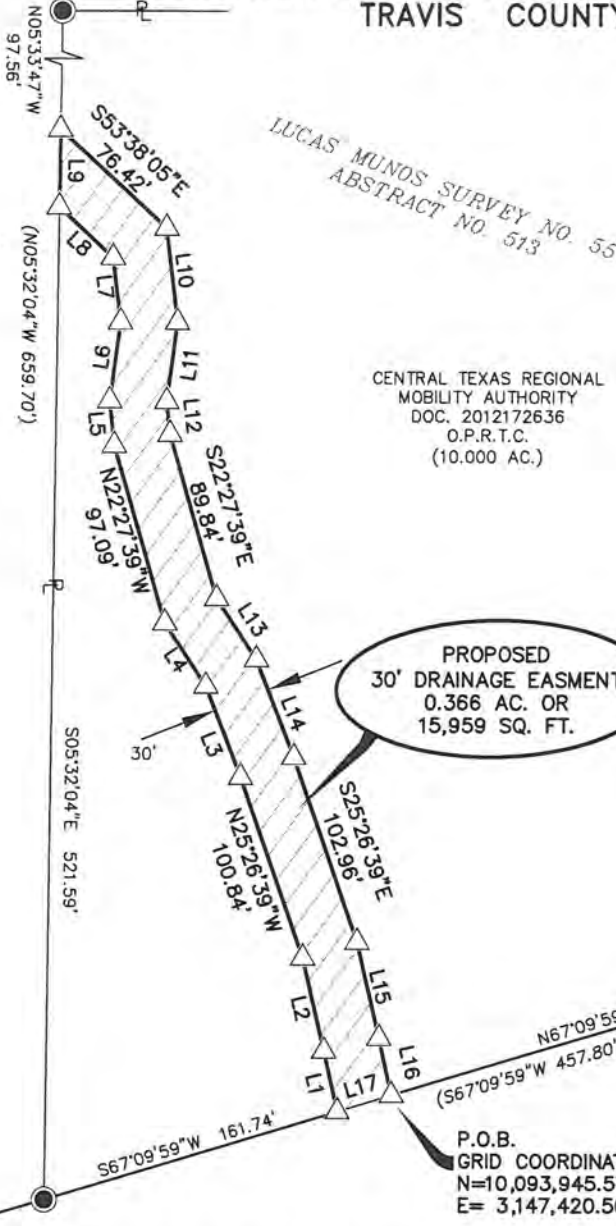 TRAVIS COUNTY
PL
N05°33'47"W
97.56'
S53°38'05"E
76.42'
LUCAS MUNOS SURVEY NO. 55
ABSTRACT NO. 513
L9
L8
L10
L7
(N05°32'04"W 659.70')
L6
L11
L5
L12
CENTRAL TEXAS REGIONAL
MOBILITY AUTHORITY
DOC. 2012172636
O.P.R.T.C.
(10.000 AC.)
S22°27'39"E
89.84'
N22°27'39"W
97.09'
PL
L13
L4
PROPOSED
30' DRAINAGE EASMENT
0.366 AC. OR
15,959 SQ. FT.
L14
30'
L3
S05°32'04"E 521.59'
S25°26'39"E
102.96'
N25°26'39"W
100.84'
L15
L2
L16
L1
L17
N67°09'59
(S67°09'59"W 457.80'
S67°09'59"W 161.74'
P.O.B.
GRID COORDINAT
N=10,093,945.5
E= 3,147,420.5